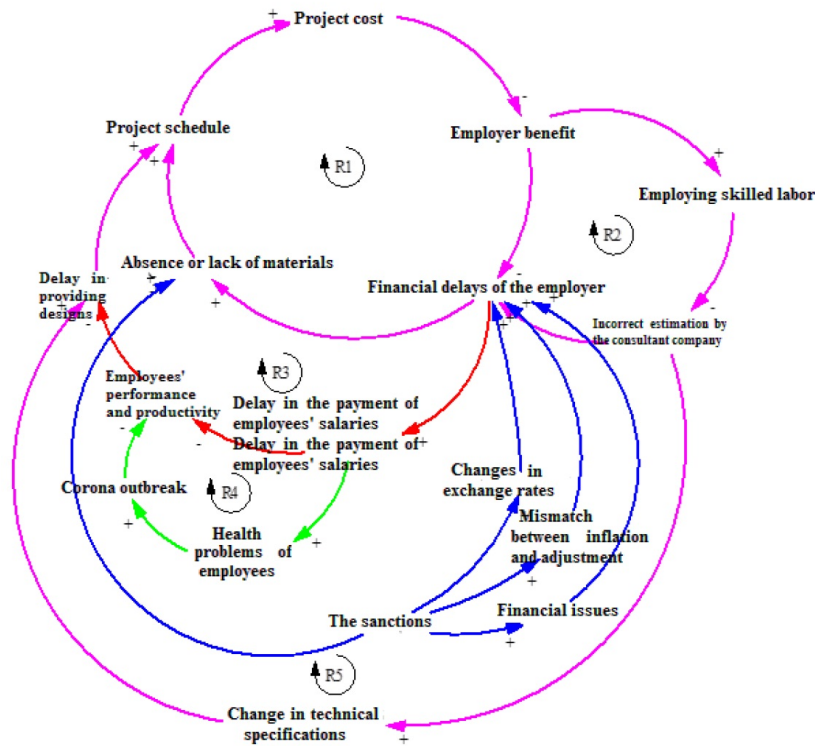 Project cost
Project schedule
Employer benefit
R1
Employing skilled labor
R2
Absence or lack of materials
Delay in
providing
designs
Financial delays of the employer
Incorrect estimation by
the consultant company
R3
Employees'
performance
and productivity
Delay in the payment of
employees' salaries
Delay in the payment of
employees' salaries
Corona outbreak
R4
Changes in
exchange rates
Health
problems of
employees
Mismatch
between inflation
and adjustment
The sanctions
Financial issues
R5
Change in technical
specifications